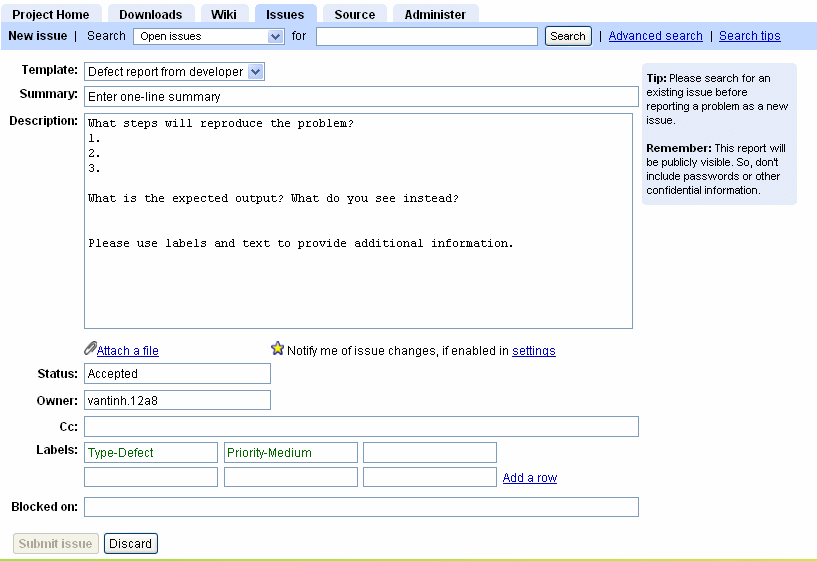 Project Home Downloads Wiki Issues Source Administer
New issue | Search Open issues for Search | Advanced search | Search tips
Template: Defect report from developer
Summary: Enter one-line summary
Description: What steps will reproduce the problem?
1.
2.
3.
What is the expected output? What do you see instead?
Please use labels and text to provide additional information.
Tip: Please search for an
existing issue before
reporting a problem as a new
issue.
Remember: This report will
be publicly visible. So, don't
include passwords or other
confidential information.
Attach a file Notify me of issue changes, if enabled in settings
Status: Accepted
Owner: vantinh.12a8
Cc:
Labels: Type-Defect Priority-Medium
Add a row
Blocked on:
Submit issue Discard